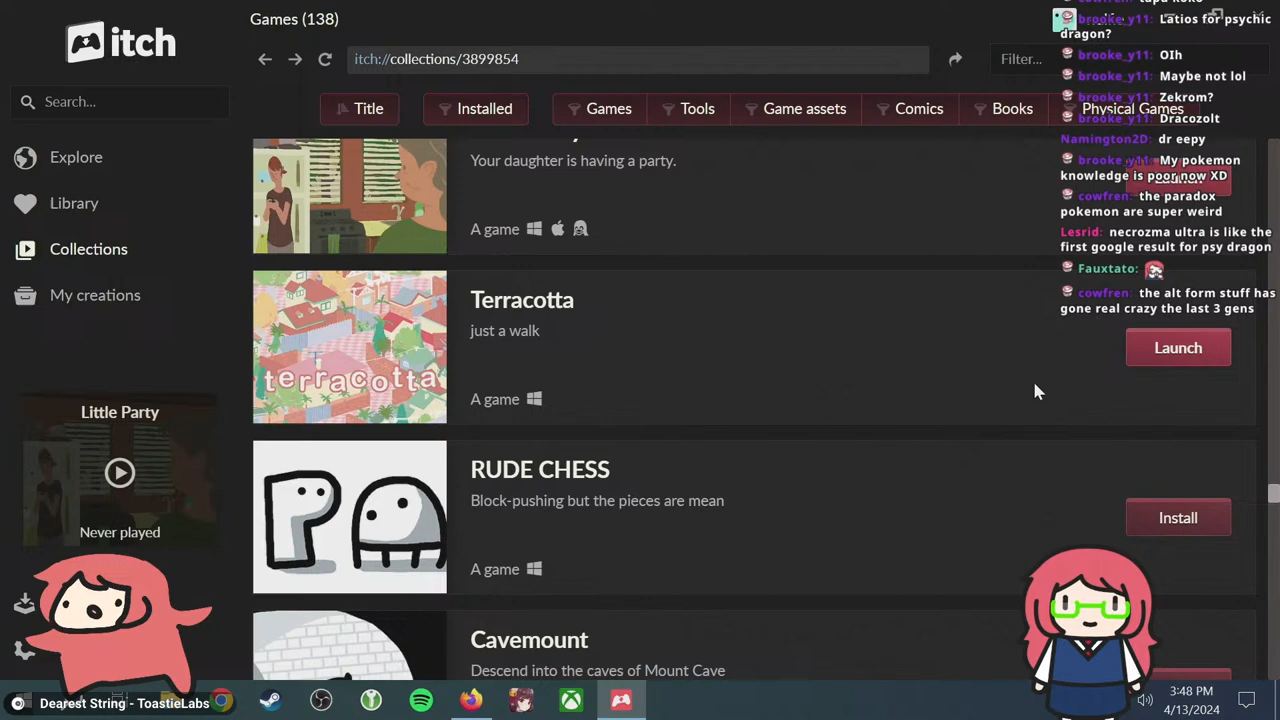 itch
Games (138)
itch://collections/3899854
Filter...
Search...
Title
Installed
Games
Tools
Game assets
Comics
Books
Physical Games
Explore
Library
Collections
My creations
Your daughter is having a party.
A game
Terracotta
just a walk
A game
Launch
terracotta
RUDE CHESS
Block-pushing but the pieces are mean
A game
Install
Cavemount
Descend into the caves of Mount Cave
Little Party
Never played
brooke_y11: Latios for psychic
dragon?
brooke_y11: OIh
brooke_y11: Maybe not lol
brooke_y11: Zekrom?
brooke_y11: Dracozolt
Namington2D: dr eepy
brooke_y11: My pokemon
knowledge is poor now XD
cowfren: the paradox
pokemon are super weird
Lesrid: necrozma ultra is like the
first google result for psy dragon
Fauxtato:
cowfren: the alt form stuff has
gone real crazy the last 3 gens
Dearest String - ToastieLabs
3:48 PM
4/13/2024